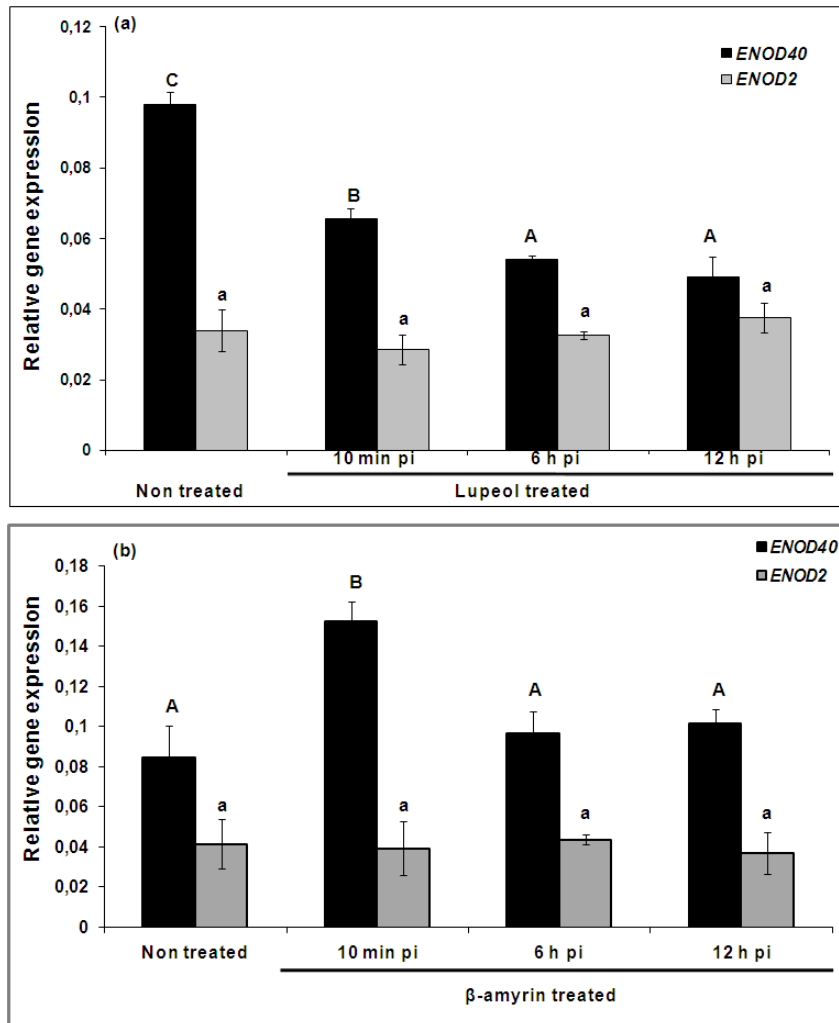 (a)
ENOD40
ENOD2
Relative gene expression
0,12
0,1
0,08
0,06
0,04
0,02
0
C
B
A
A
a
a
a
a
10 min pi
6 h pi
12 h pi
Non treated
Lupeol treated
(b)
ENOD40
ENOD2
Relative gene expression
0,18
0,16
0,14
0,12
0,1
0,08
0,06
0,04
0,02
0
A
B
A
A
a
a
a
a
Non treated
10 min pi
6 h pi
12 h pi
β-amyrin treated